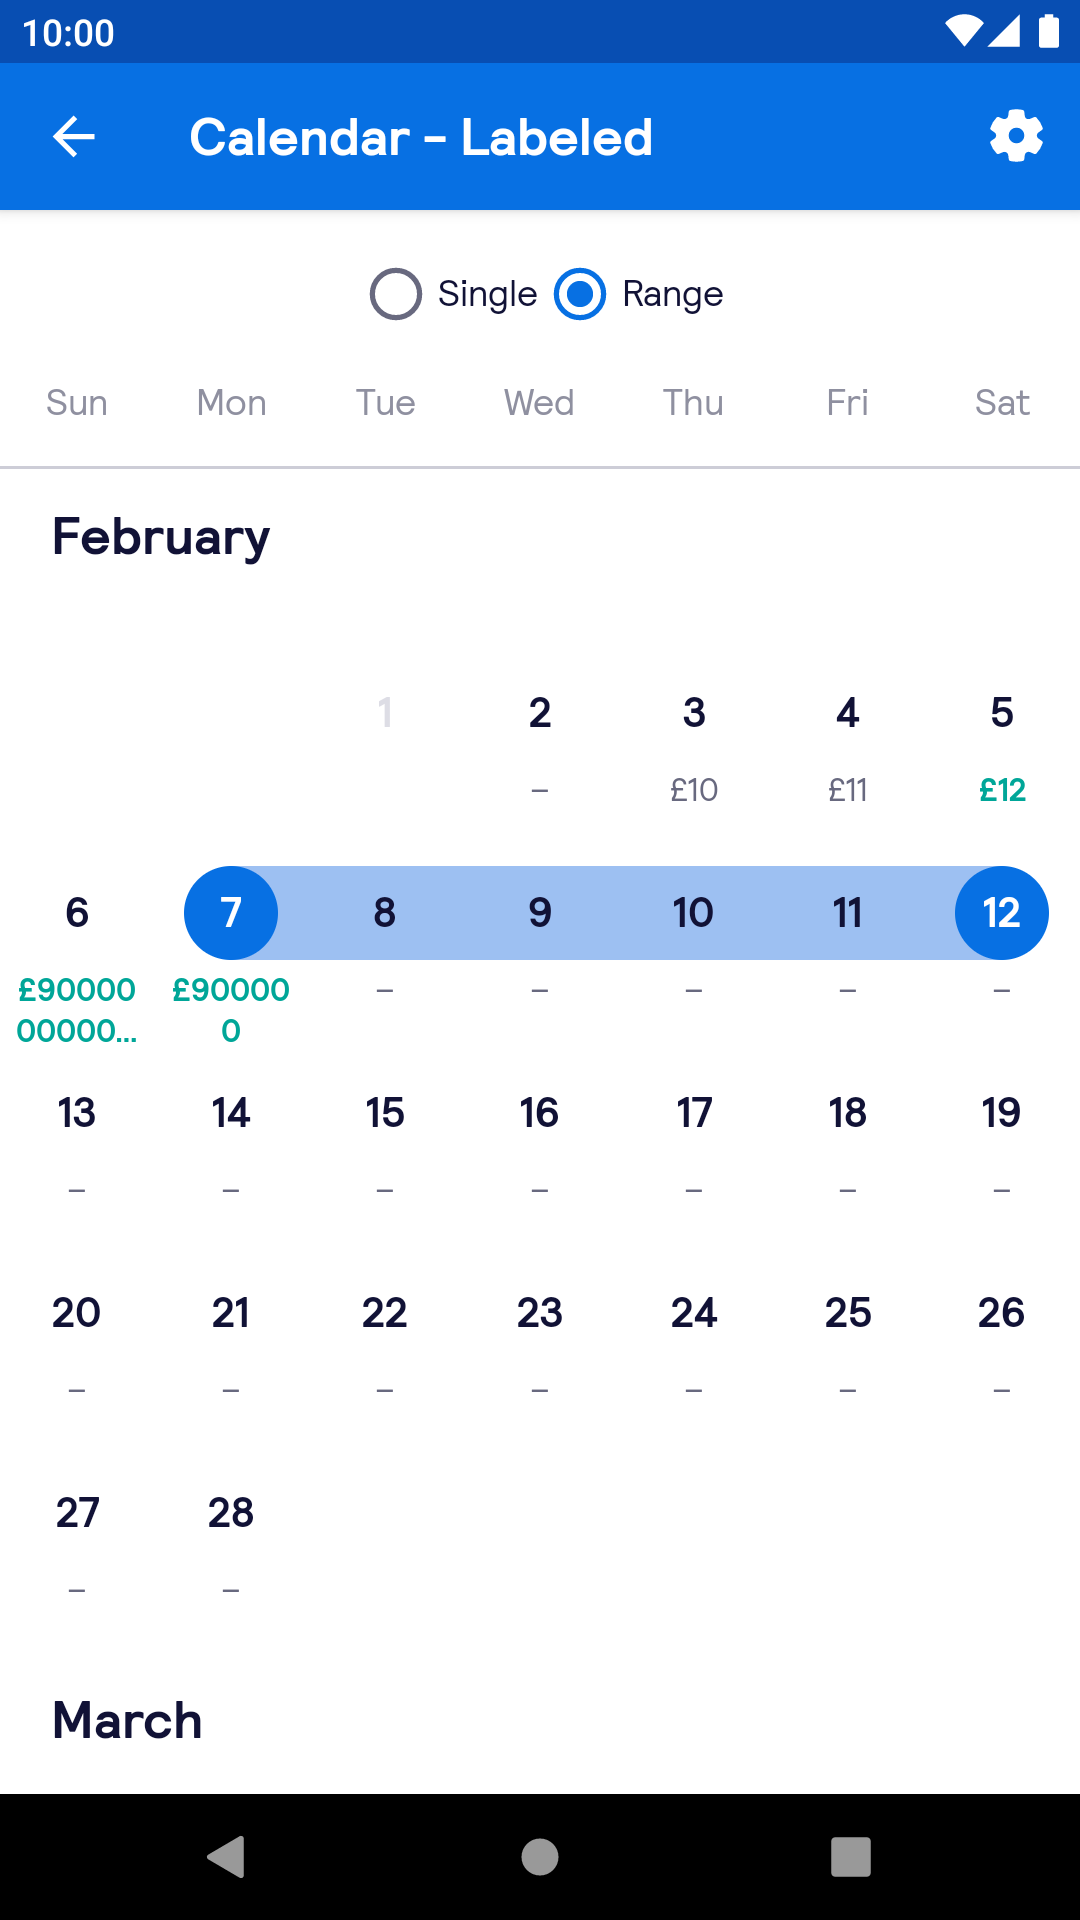 10:00
Calendar - Labeled
Single Range
Sun Mon Tue Wed Thu Fri Sat
February
1 2 3 4 5
– £10 £11 £12
6 7 8 9 10 11 12
£90000 £90000 – – – – –
00000... 0
13 14 15 16 17 18 19
– – – – – – –
20 21 22 23 24 25 26
– – – – – – –
27 28
– –
March